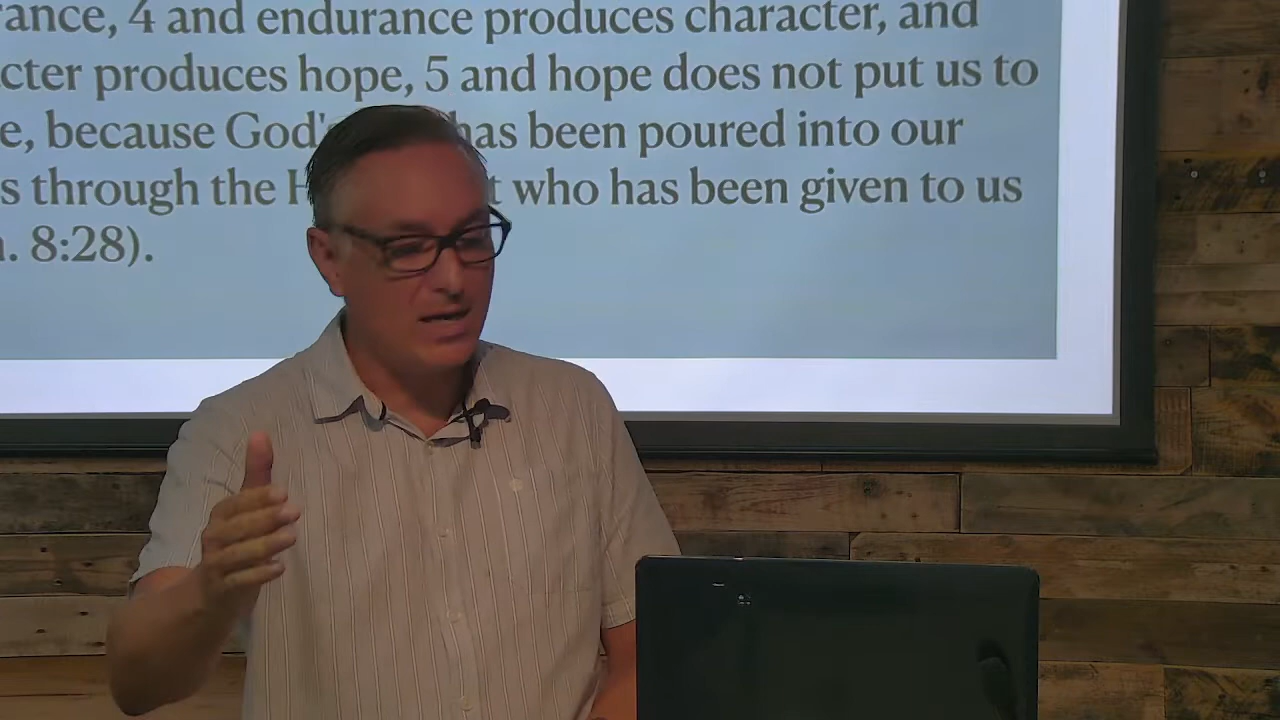 ance, 4 and endurance produces character, and
cter produces hope, 5 and hope does not put us to
e, because God's has been poured into our
s through the H t who has been given to us
. 8:28).